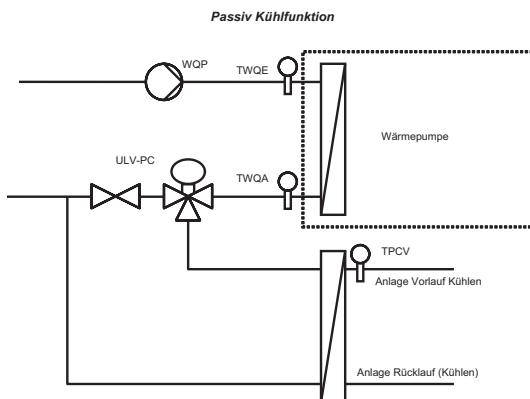 Passiv Kühlfunktion
WQP
TWQE
Wärmepumpe
ULV-PC
TWQA
TPCV
Anlage Vorlauf Kühlen
Anlage Rücklauf (Kühlen)